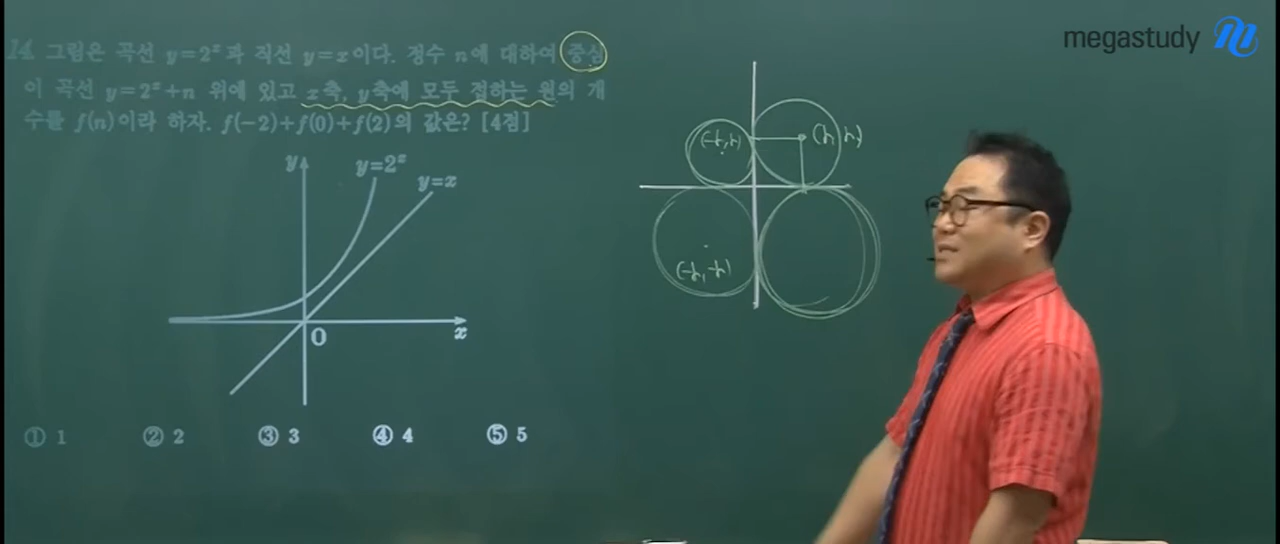 megastudy
14. 그림은 곡선 y=2ˣ과 직선 y=x이다. 정수 n에 대하여 중심
이 곡선 y=2ˣ+n 위에 있고 x축, y축에 모두 접하는 원의 개
수를 f(n)이라 하자. f(-2)+f(0)+f(2)의 값은? [4점]
y
y=2ˣ
y=x
O
x
(-r, r)
(r, r)
(-r, -r)
① 1 ② 2 ③ 3 ④ 4 ⑤ 5